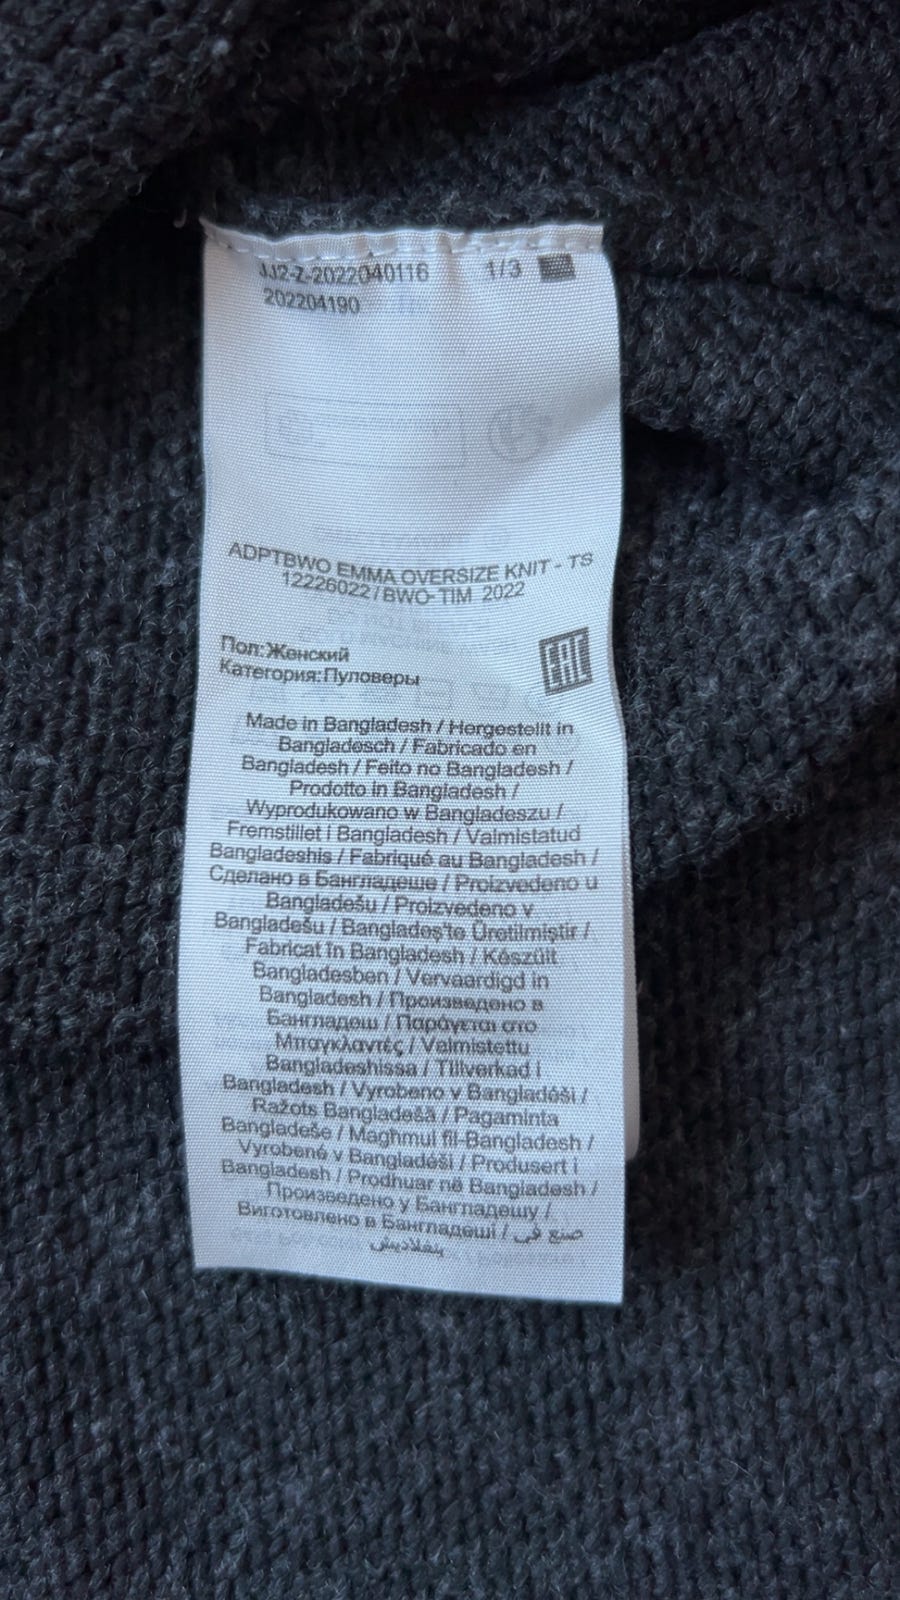 JJ2-Z-2022040116 1/3
202204190
ADPTBWO EMMA OVERSIZE KNIT - TS
12226022 / BWO-TIM 2022
Пол:Женский
Категория:Пуловеры
EAC
Made in Bangladesh / Hergestellt in
Bangladesch / Fabricado en
Bangladesh / Feito no Bangladesh /
Prodotto in Bangladesh /
Wyprodukowano w Bangladeszu /
Fremstillet i Bangladesh / Valmistatud
Bangladeshis / Fabriqué au Bangladesh /
Сделано в Бангладеше / Proizvedeno u
Bangladešu / Proizvedeno v
Bangladešu / Bangladeş'te Üretilmiştir /
Fabricat în Bangladesh / Készült
Bangladesben / Vervaardigd in
Bangladesh / Произведено в
Бангладеш / Παράγεται στο
Μπαγκλαντές / Valmistettu
Bangladeshissa / Tillverkad i
Bangladesh / Vyrobeno v Bangladéši /
Ražots Bangladešā / Pagaminta
Bangladeše / Maghmul fil-Bangladesh /
Vyrobené v Bangladéši / Produsert i
Bangladesh / Prodhuar në Bangladesh /
Произведено у Бангладешу /
Виготовлено в Бангладеші / صنع في
بنغلاديش